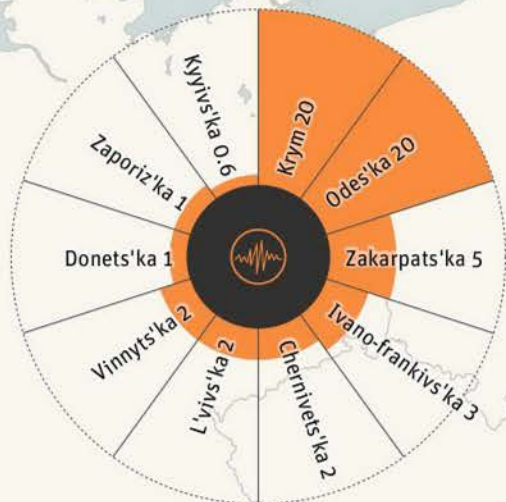 Krym 20
Odes'ka 20
Zakarpats'ka 5
Ivano-frankivs'ka 3
Chernivets'ka 2
L'vivs'ka 2
Vinnyts'ka 2
Donets'ka 1
Zaporiz'ka 1
Kyyivs'ka 0.6